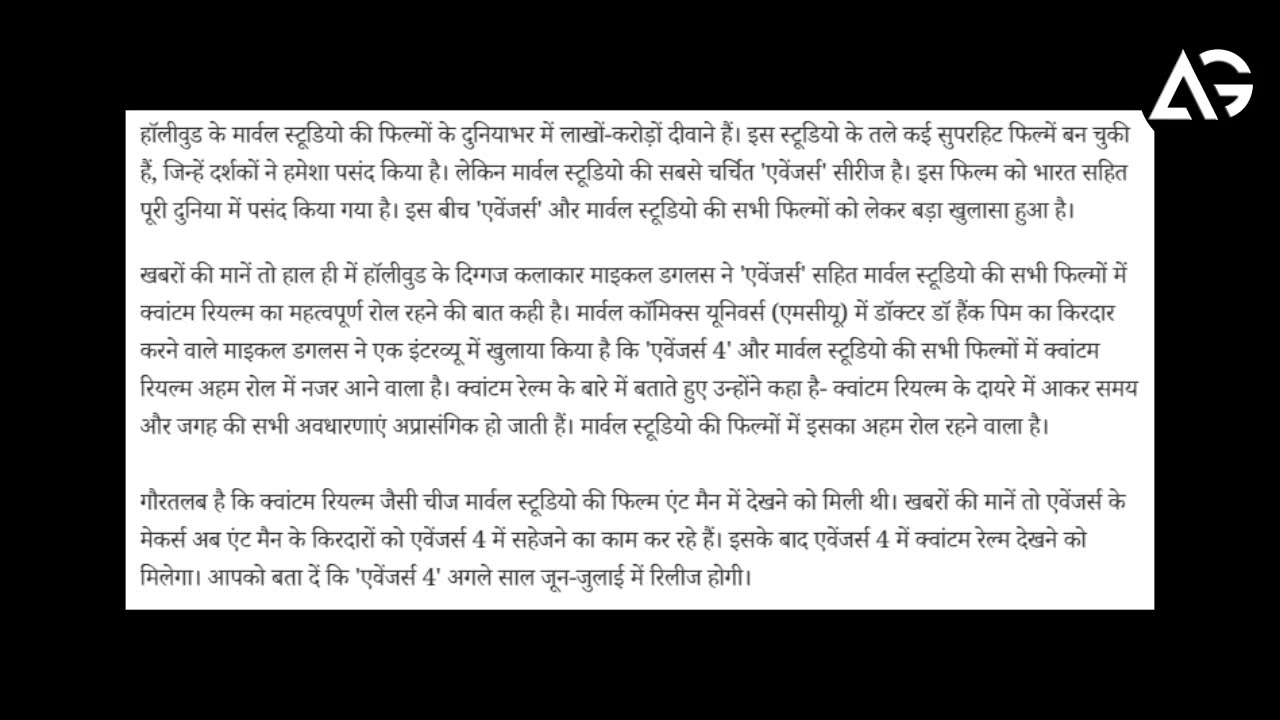 AG
हॉलीवुड के मार्वल स्टूडियो की फिल्मों के दुनियाभर में लाखों-करोड़ों दीवाने हैं। इस स्टूडियो के तले कई सुपरहिट फिल्में बन चुकी
हैं, जिन्हें दर्शकों ने हमेशा पसंद किया है। लेकिन मार्वल स्टूडियो की सबसे चर्चित 'एवेंजर्स' सीरीज है। इस फिल्म को भारत सहित
पूरी दुनिया में पसंद किया गया है। इस बीच 'एवेंजर्स' और मार्वल स्टूडियो की सभी फिल्मों को लेकर बड़ा खुलासा हुआ है।
खबरों की मानें तो हाल ही में हॉलीवुड के दिग्गज कलाकार माइकल डगलस ने 'एवेंजर्स' सहित मार्वल स्टूडियो की सभी फिल्मों में
क्वांटम रियल्म का महत्वपूर्ण रोल रहने की बात कही है। मार्वल कॉमिक्स यूनिवर्स (एमसीयू) में डॉक्टर डॉ हैंक पिम का किरदार
करने वाले माइकल डगलस ने एक इंटरव्यू में खुलाया किया है कि 'एवेंजर्स 4' और मार्वल स्टूडियो की सभी फिल्मों में क्वांटम
रियल्म अहम रोल में नजर आने वाला है। क्वांटम रेल्म के बारे में बताते हुए उन्होंने कहा है- क्वांटम रियल्म के दायरे में आकर समय
और जगह की सभी अवधारणाएं अप्रासंगिक हो जाती हैं। मार्वल स्टूडियो की फिल्मों में इसका अहम रोल रहने वाला है।
गौरतलब है कि क्वांटम रियल्म जैसी चीज मार्वल स्टूडियो की फिल्म एंट मैन में देखने को मिली थी। खबरों की मानें तो एवेंजर्स के
मेकर्स अब एंट मैन के किरदारों को एवेंजर्स 4 में सहेजने का काम कर रहे हैं। इसके बाद एवेंजर्स 4 में क्वांटम रेल्म देखने को
मिलेगा। आपको बता दें कि 'एवेंजर्स 4' अगले साल जून-जुलाई में रिलीज होगी।